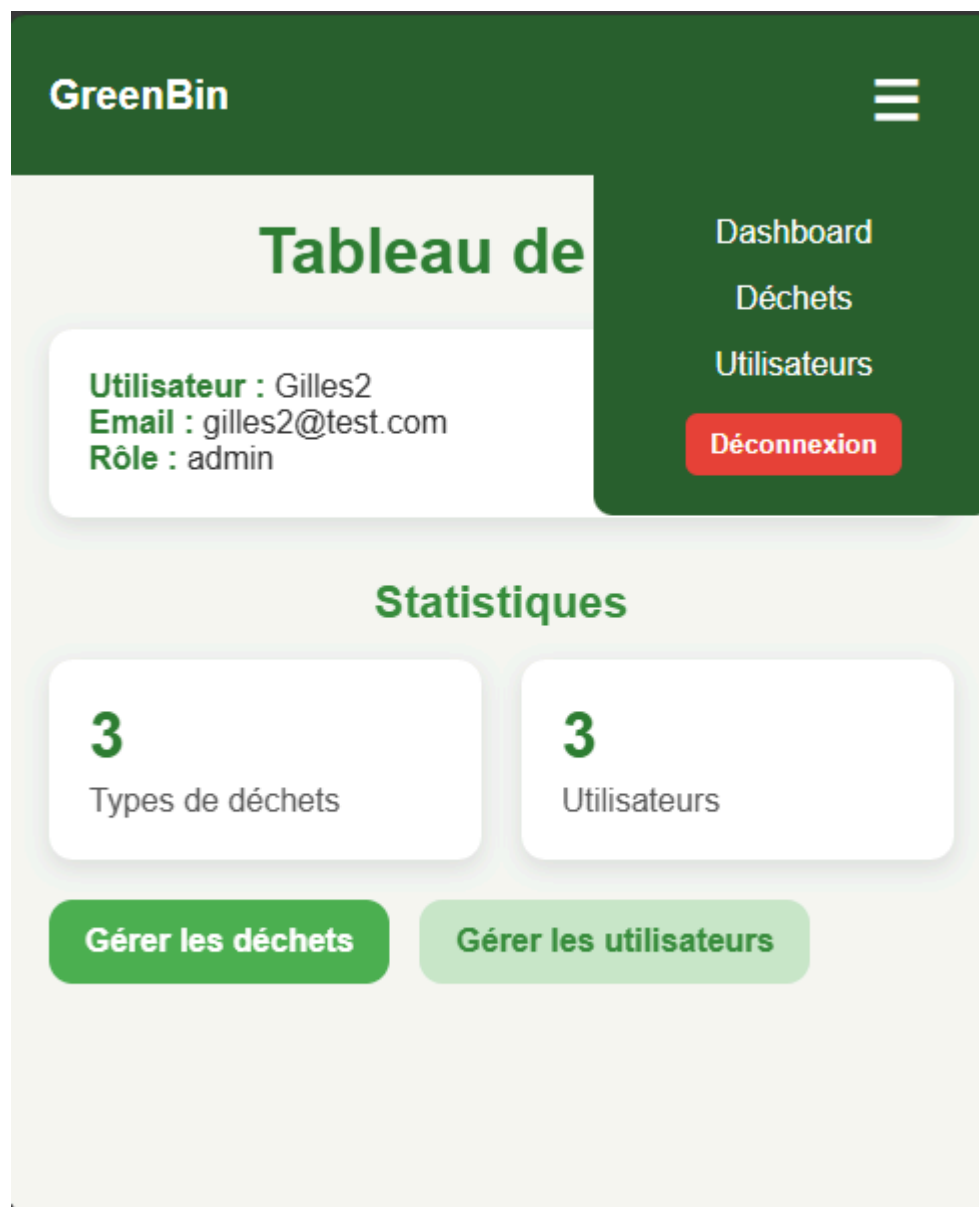 GreenBin
Dashboard
Déchets
Utilisateurs
Déconnexion
Tableau de
Utilisateur : Gilles2
Email : gilles2@test.com
Rôle : admin
Statistiques
3
Types de déchets
3
Utilisateurs
Gérer les déchets
Gérer les utilisateurs